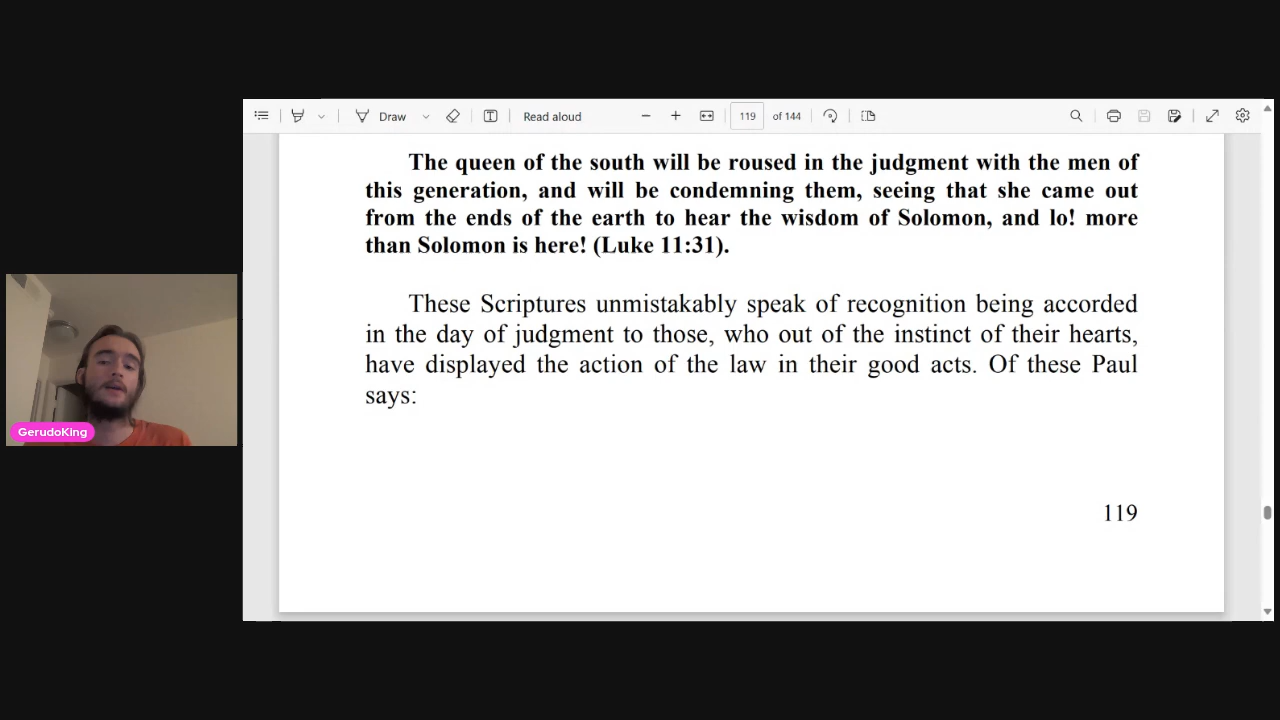 Draw
Read aloud
119
of 144
The queen of the south will be roused in the judgment with the men of
this generation, and will be condemning them, seeing that she came out
from the ends of the earth to hear the wisdom of Solomon, and lo! more
than Solomon is here! (Luke 11:31).
These Scriptures unmistakably speak of recognition being accorded
in the day of judgment to those, who out of the instinct of their hearts,
have displayed the action of the law in their good acts. Of these Paul
says:
GerudoKing
119